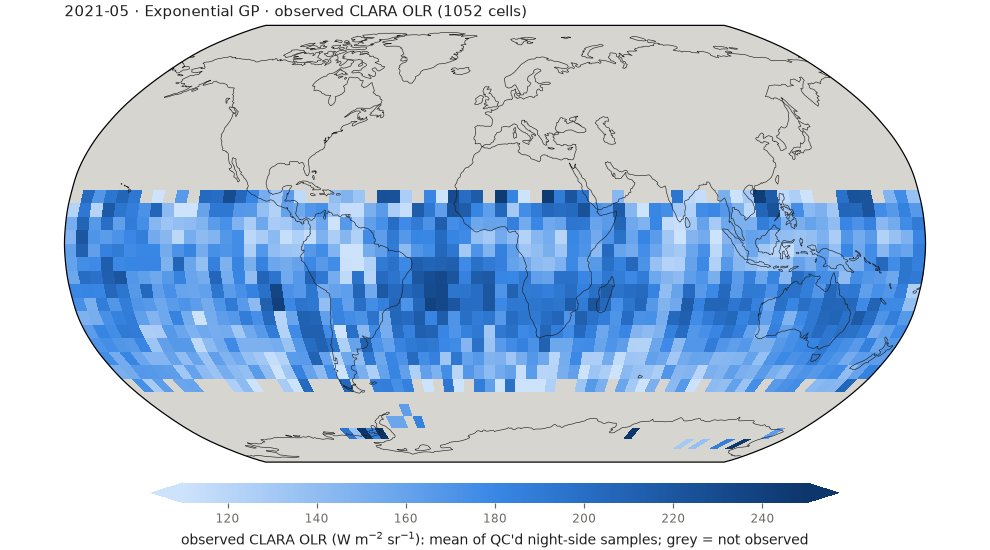 2021-05 · Exponential GP · observed CLARA OLR (1052 cells)
120 140 160 180 200 220 240
observed CLARA OLR (W m⁻² sr⁻¹): mean of QC'd night-side samples; grey = not observed